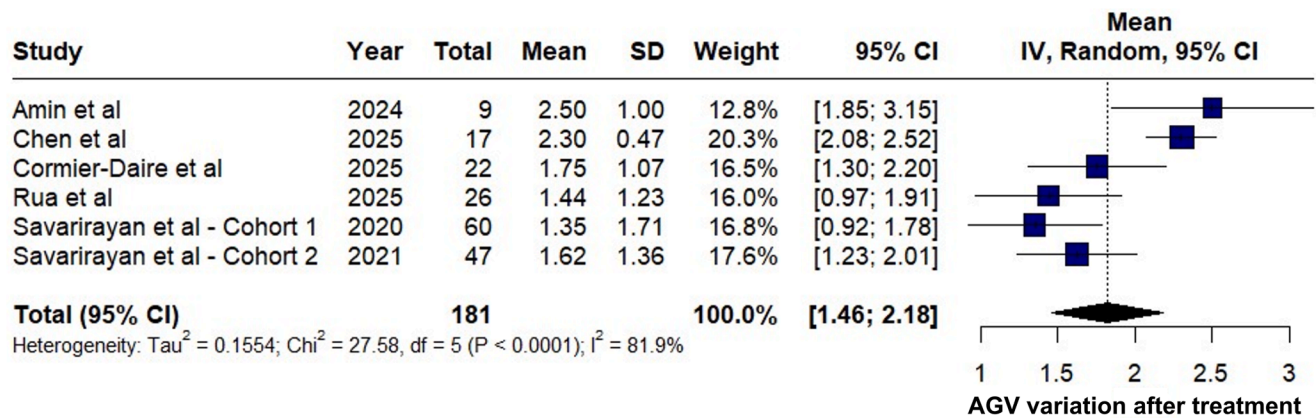 Mean
Study Year Total Mean SD Weight 95% CI IV, Random, 95% CI
Amin et al 2024 9 2.50 1.00 12.8% [1.85; 3.15]
Chen et al 2025 17 2.30 0.47 20.3% [2.08; 2.52]
Cormier-Daire et al 2025 22 1.75 1.07 16.5% [1.30; 2.20]
Rua et al 2025 26 1.44 1.23 16.0% [0.97; 1.91]
Savarirayan et al - Cohort 1 2020 60 1.35 1.71 16.8% [0.92; 1.78]
Savarirayan et al - Cohort 2 2021 47 1.62 1.36 17.6% [1.23; 2.01]
Total (95% CI) 181 100.0% [1.46; 2.18]
Heterogeneity: Tau² = 0.1554; Chi² = 27.58, df = 5 (P < 0.0001); I² = 81.9%
1 1.5 2 2.5 3
AGV variation after treatment